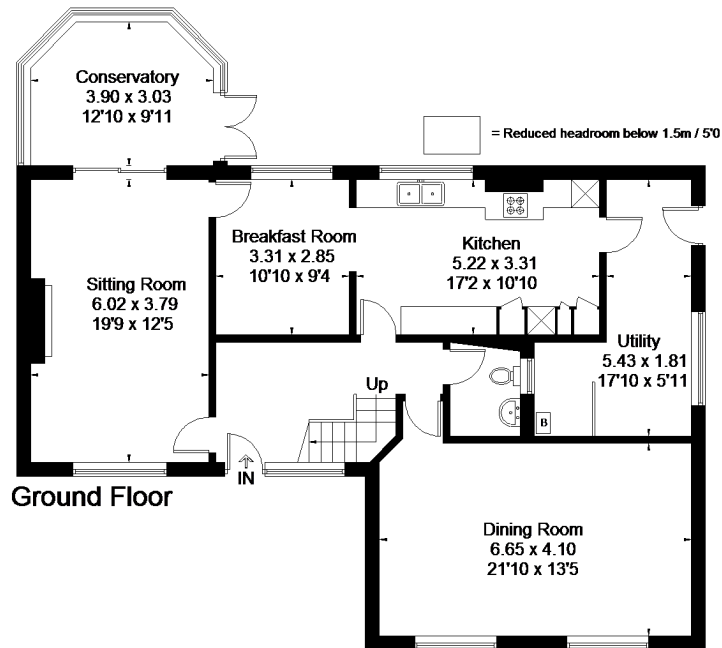 Conservatory
3.90 x 3.03
12'10 x 9'11
= Reduced headroom below 1.5m / 5'0
Breakfast Room
3.31 x 2.85
10'10 x 9'4
Kitchen
5.22 x 3.31
17'2 x 10'10
Sitting Room
6.02 x 3.79
19'9 x 12'5
Utility
5.43 x 1.81
17'10 x 5'11
Up
B
IN
Ground Floor
Dining Room
6.65 x 4.10
21'10 x 13'5